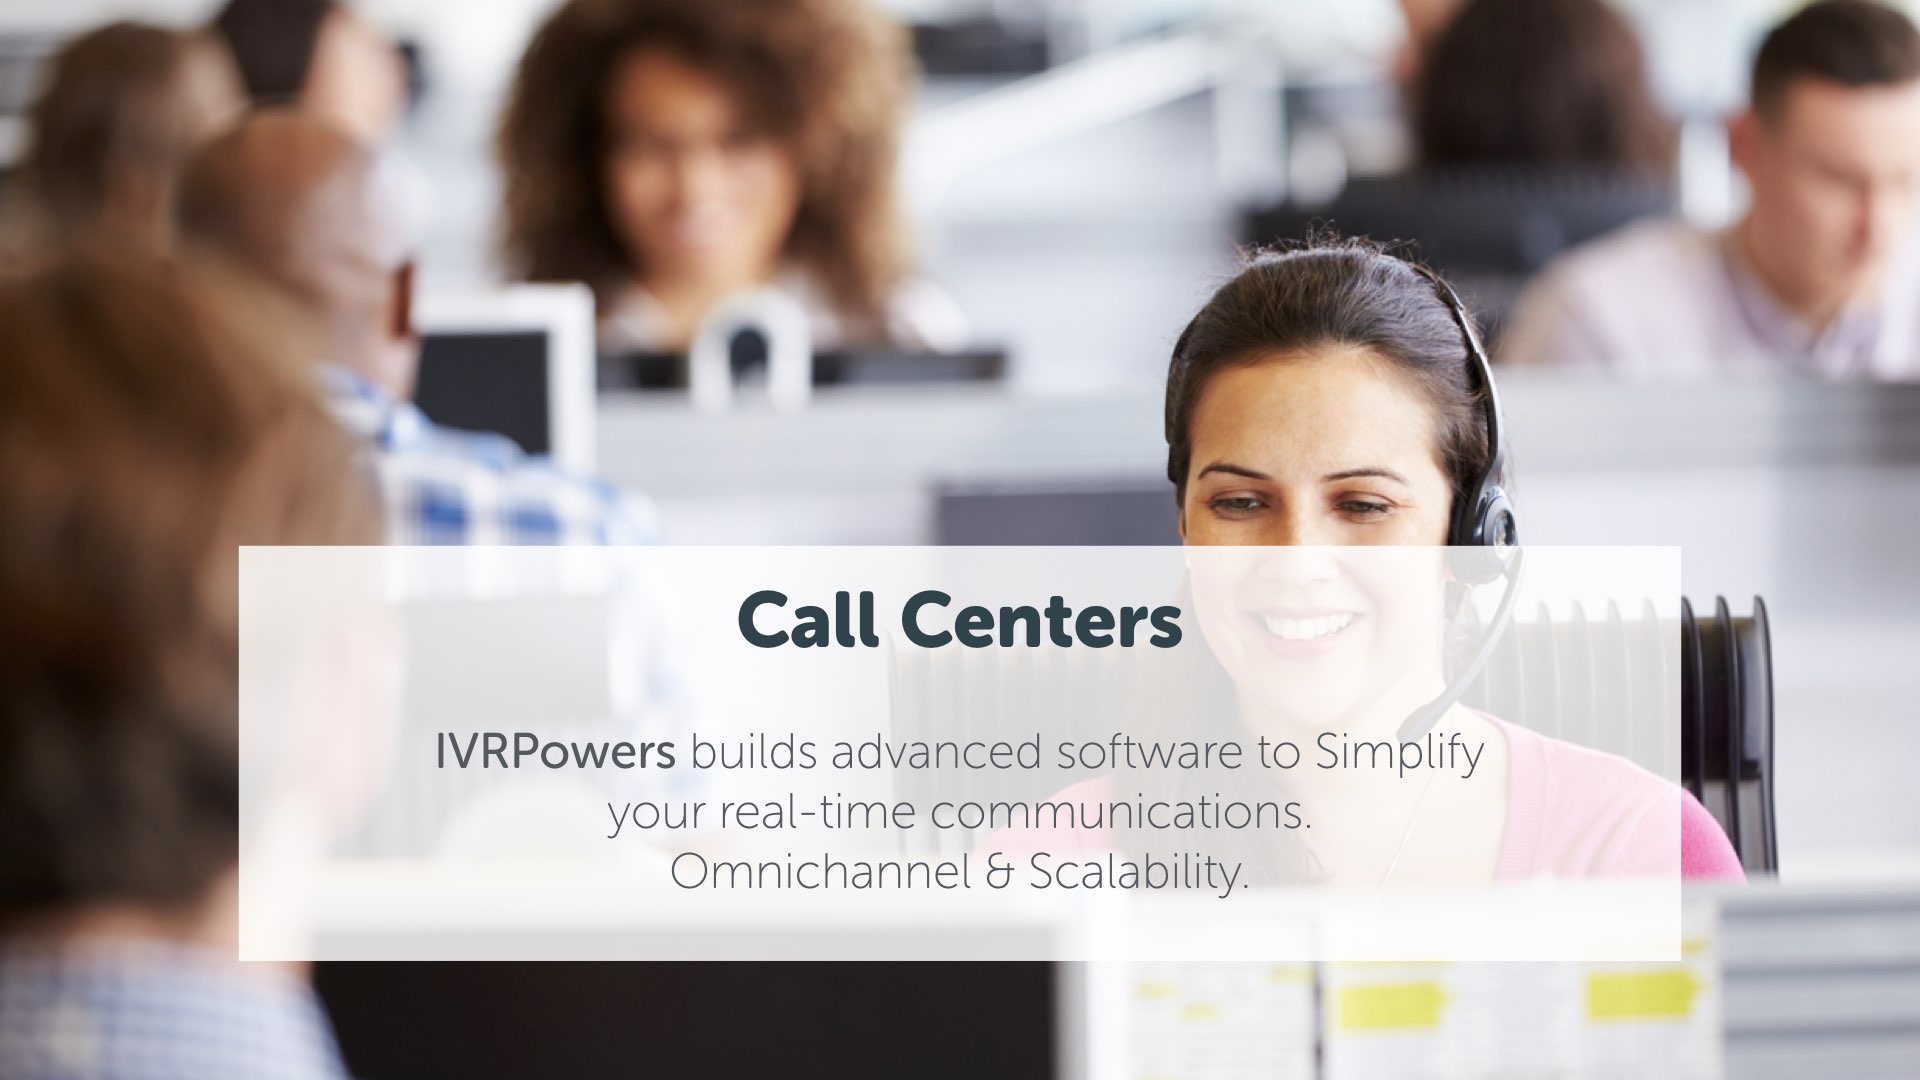 Call Centers
IVRPowers builds advanced software to Simplify
your real-time communications.
Omnichannel & Scalability.